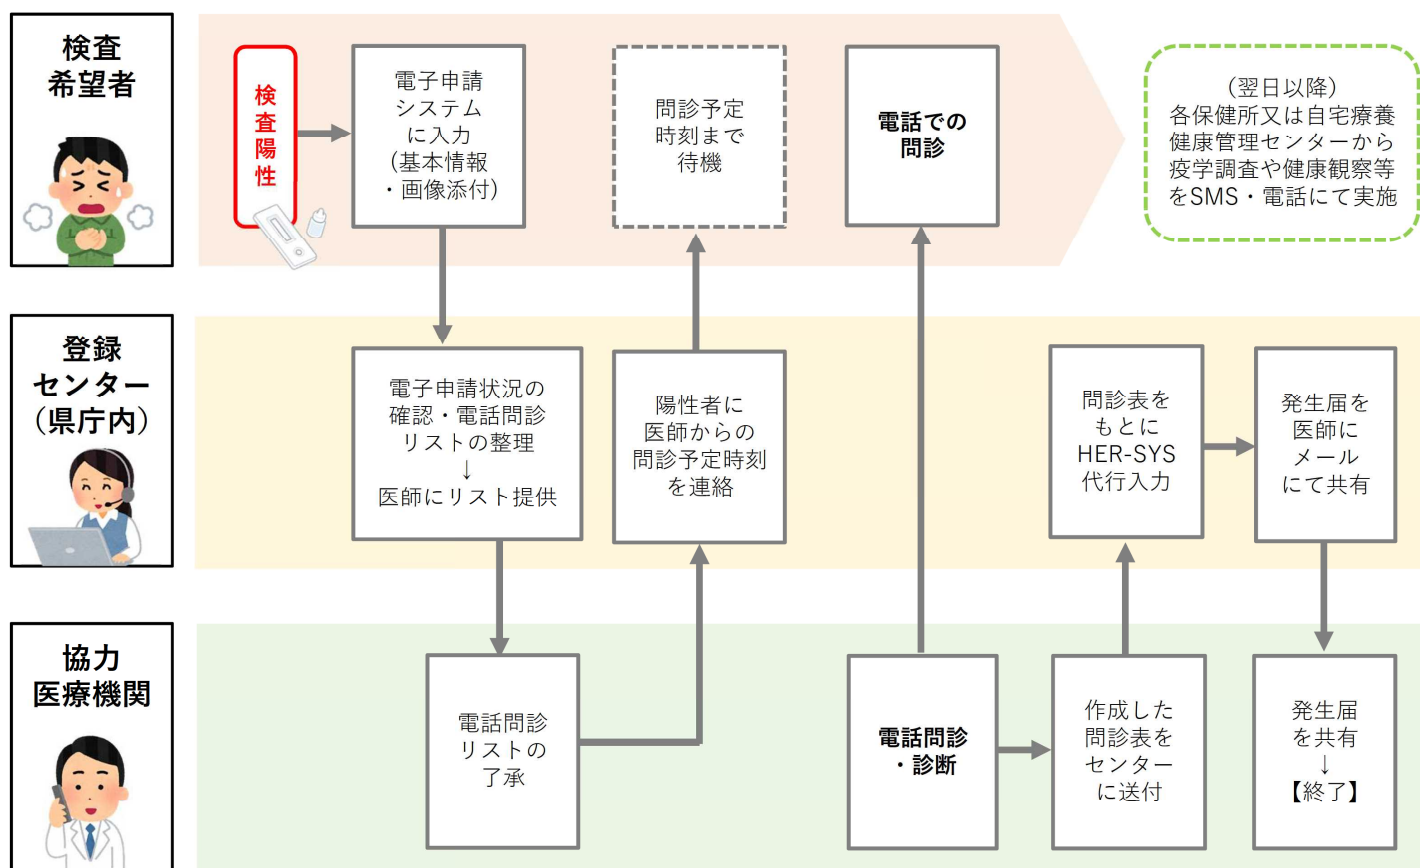 検査
希望者
検査陽性
電子申請
システム
に入力
(基本情報
・画像添付)
問診予定
時刻まで
待機
電話での
問診
(翌日以降)
各保健所又は自宅療養
健康管理センターから
疫学調査や健康観察等
をSMS・電話にて実施
登録
センター
(県庁内)
電子申請状況の
確認・電話問診
リストの整理
↓
医師にリスト提供
陽性者に
医師からの
問診予定時刻
を連絡
問診表を
もとに
HER-SYS
代行入力
発生届を
医師に
メール
にて共有
協力
医療機関
電話問診
リストの
了承
電話問診
・診断
作成した
問診表を
センター
に送付
発生届
を共有
↓
【終了】